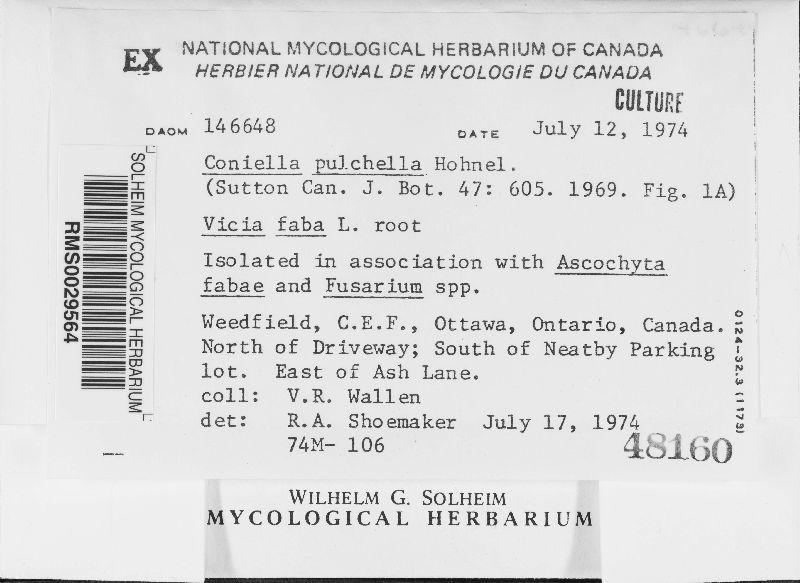 EX
NATIONAL MYCOLOGICAL HERBARIUM OF CANADA
HERBIER NATIONAL DE MYCOLOGIE DU CANADA
CULTURE
DAOM 146648 DATE July 12, 1974
Coniella pulchella Hohnel.
(Sutton Can. J. Bot. 47: 605. 1969. Fig. 1A)
Vicia faba L. root
Isolated in association with Ascochyta
fabae and Fusarium spp.
Weedfield, C.E.F., Ottawa, Ontario, Canada.
North of Driveway; South of Neatby Parking
lot. East of Ash Lane.
coll: V.R. Wallen
det: R.A. Shoemaker July 17, 1974
74M- 106
48160
0124-32.3 (1173)
SOLHEIM MYCOLOGICAL HERBARIUM
RMS0029564
WILHELM G. SOLHEIM
MYCOLOGICAL HERBARIUM